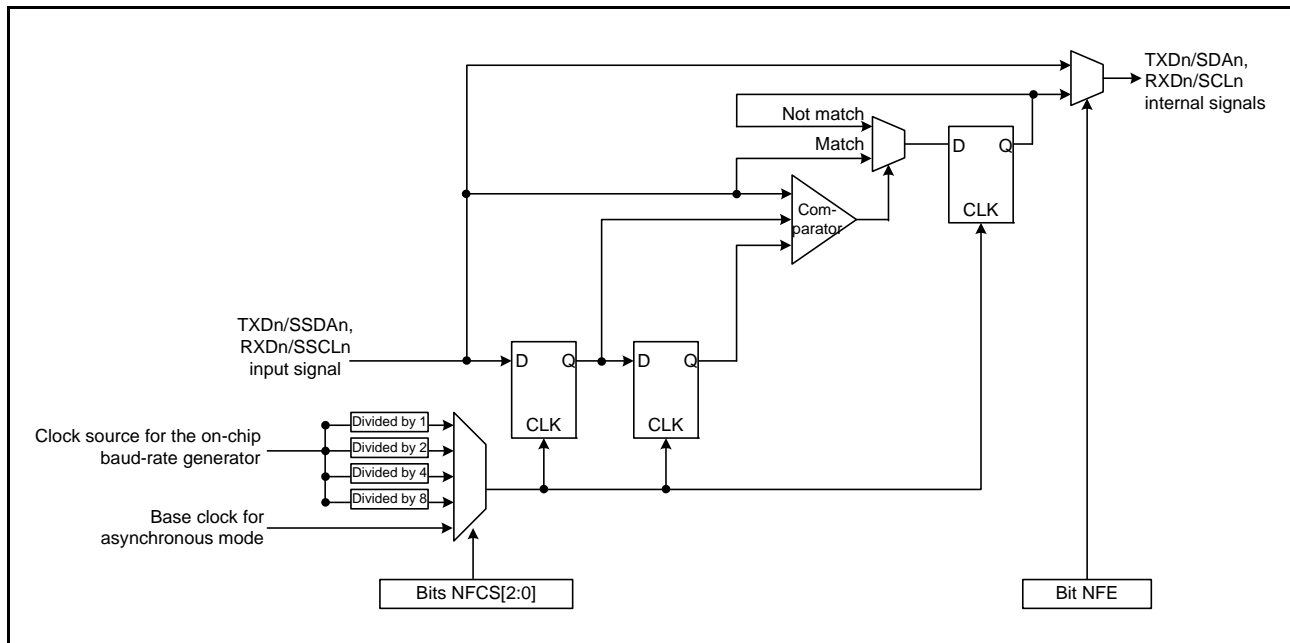 TXDn/SDAn,
RXDn/SCLn
internal signals
Not match
Match
D
Q
CLK
Com-
parator
TXDn/SSDAn,
RXDn/SSCLn
input signal
D
Q
CLK
D
Q
CLK
Clock source for the on-chip
baud-rate generator
Divided by 1
Divided by 2
Divided by 4
Divided by 8
Base clock for
asynchronous mode
Bits NFCS[2:0]
Bit NFE